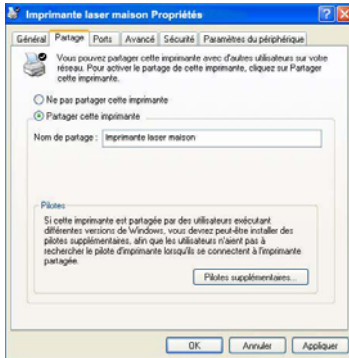 Imprimante laser maison Propriétés
Général Partage Ports Avancé Sécurité Paramètres du périphérique
Vous pouvez partager cette imprimante avec d'autres utilisateurs sur votre
réseau. Pour activer le partage de cette imprimante, cliquez sur Partager
cette imprimante.
Ne pas partager cette imprimante
Partager cette imprimante
Nom de partage : Imprimante laser maison
Pilotes
Si cette imprimante est partagée par des utilisateurs exécutant
différentes versions de Windows, vous devrez peut-être installer des
pilotes supplémentaires, afin que les utilisateurs n'aient pas à
rechercher le pilote d'imprimante lorsqu'ils se connectent à l'imprimante
partagée.
Pilotes supplémentaires...
OK Annuler Appliquer